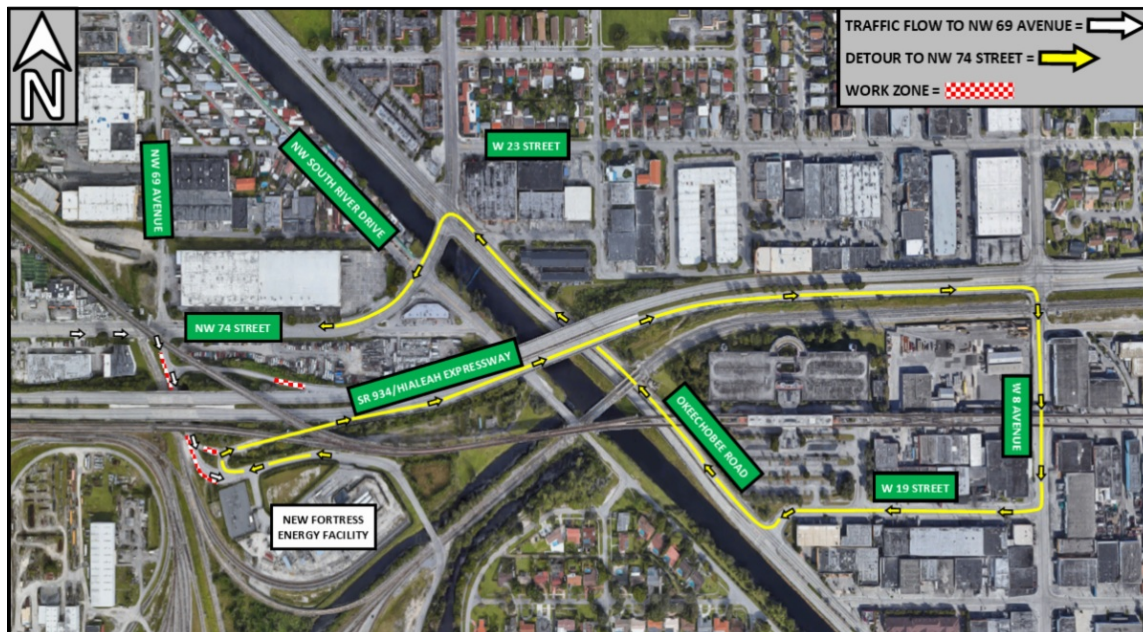 N
TRAFFIC FLOW TO NW 69 AVENUE =
DETOUR TO NW 74 STREET =
WORK ZONE =
W 23 STREET
NW 69 AVENUE
NW SOUTH RIVER DRIVE
NW 74 STREET
SR 934/HIALEAH EXPRESSWAY
OKEECHOBEE ROAD
W 8 AVENUE
W 19 STREET
NEW FORTRESS
ENERGY FACILITY